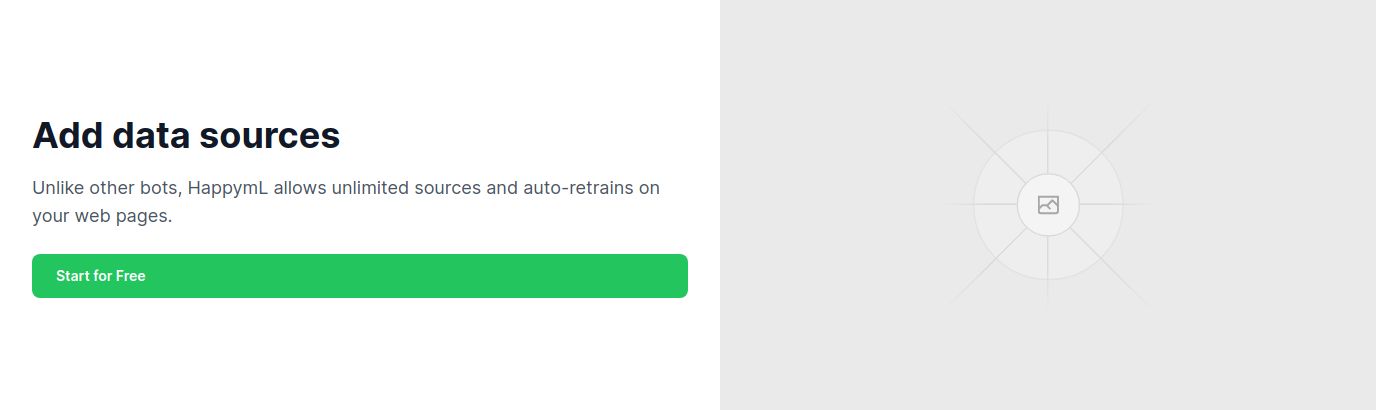 Add data sources
Unlike other bots, HappymL allows unlimited sources and auto-retrains on
your web pages.
Start for Free